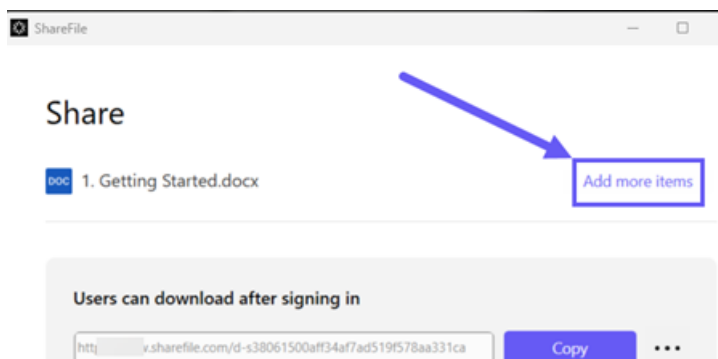 ShareFile
Share
DOC 1. Getting Started.docx Add more items
Users can download after signing in
.sharefile.com/d-s38061500aff34af7ad519f578aa331ca Copy